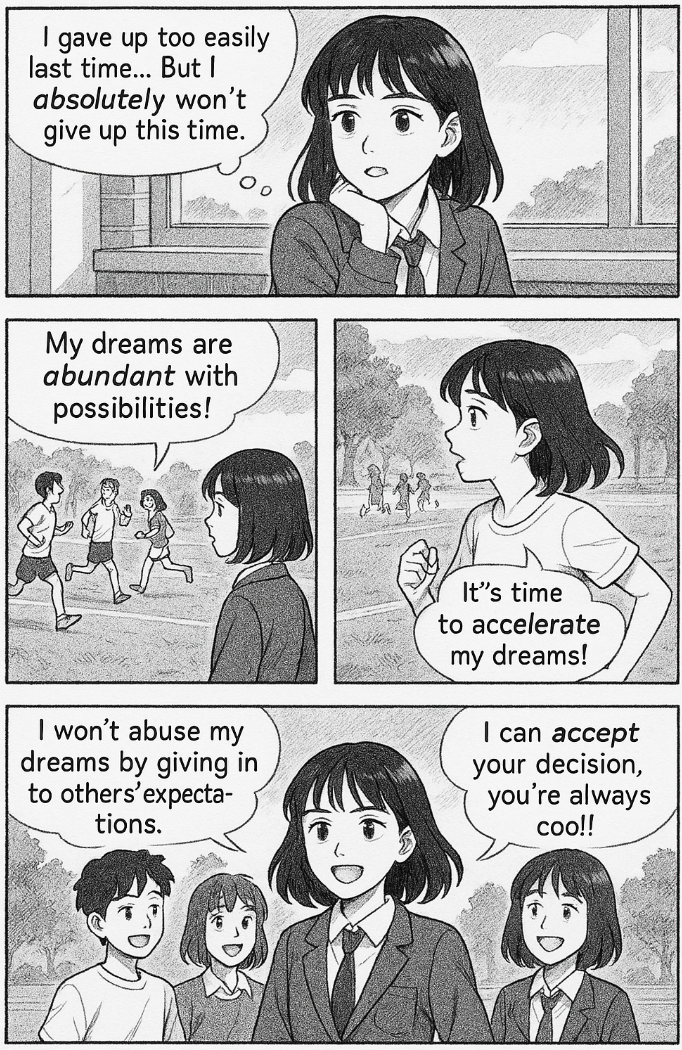 I gave up too easily
last time... But I
absolutely won't
give up this time.
My dreams are
abundant with
possibilities!
It"s time
to accelerate
my dreams!
I won't abuse my
dreams by giving in
to others' expecta-
tions.
I can accept
your decision,
you're always
coo!!